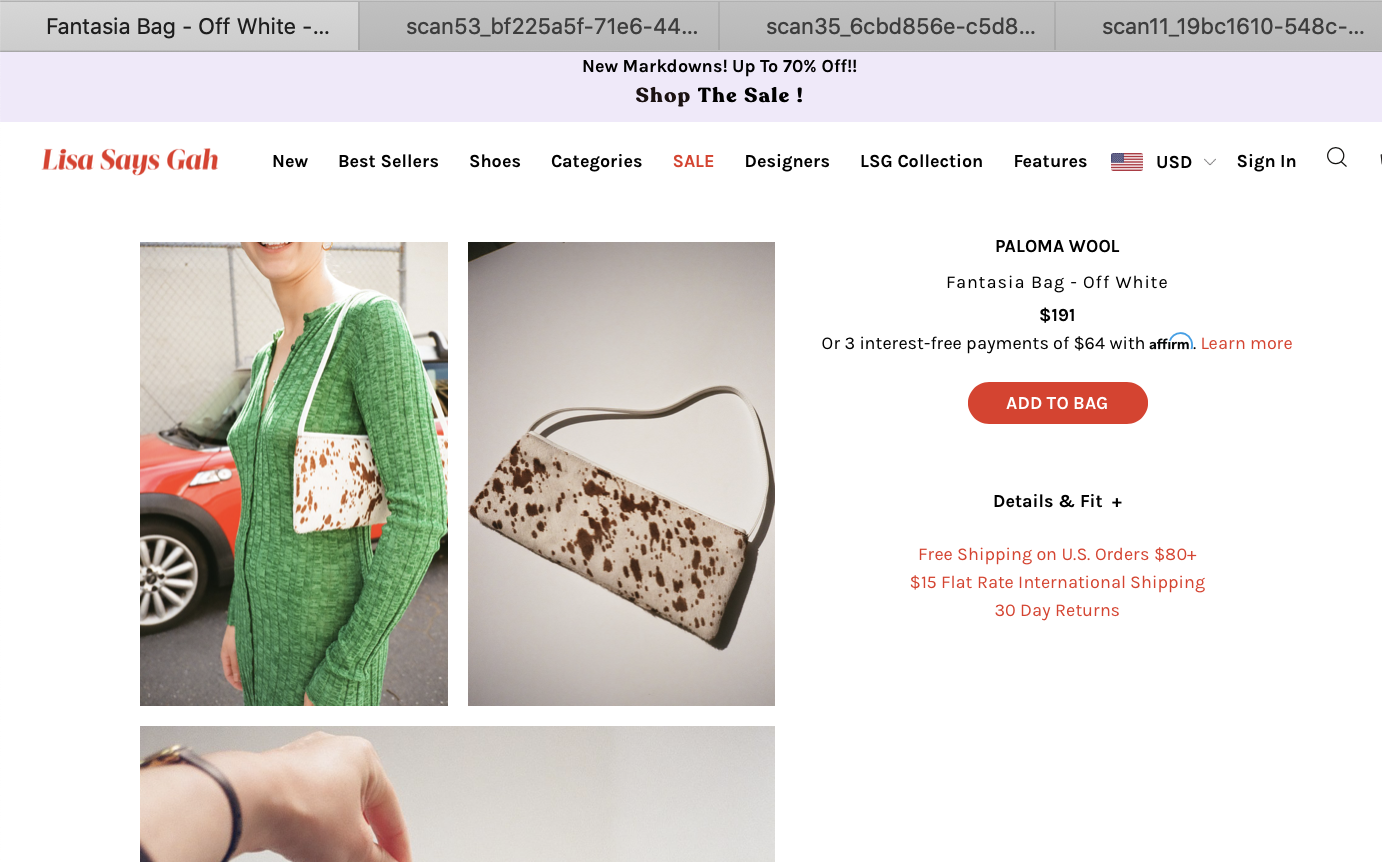 Fantasia Bag - Off White -...
scan53_bf225a5f-71e6-44...
scan35_6cbd856e-c5d8...
scan11_19bc1610-548c-...
New Markdowns! Up To 70% Off!!
Shop The Sale !
Lisa Says Gah
New
Best Sellers
Shoes
Categories
SALE
Designers
LSG Collection
Features
USD
Sign In
PALOMA WOOL
Fantasia Bag - Off White
$191
Or 3 interest-free payments of $64 with affirm. Learn more
ADD TO BAG
Details & Fit +
Free Shipping on U.S. Orders $80+
$15 Flat Rate International Shipping
30 Day Returns